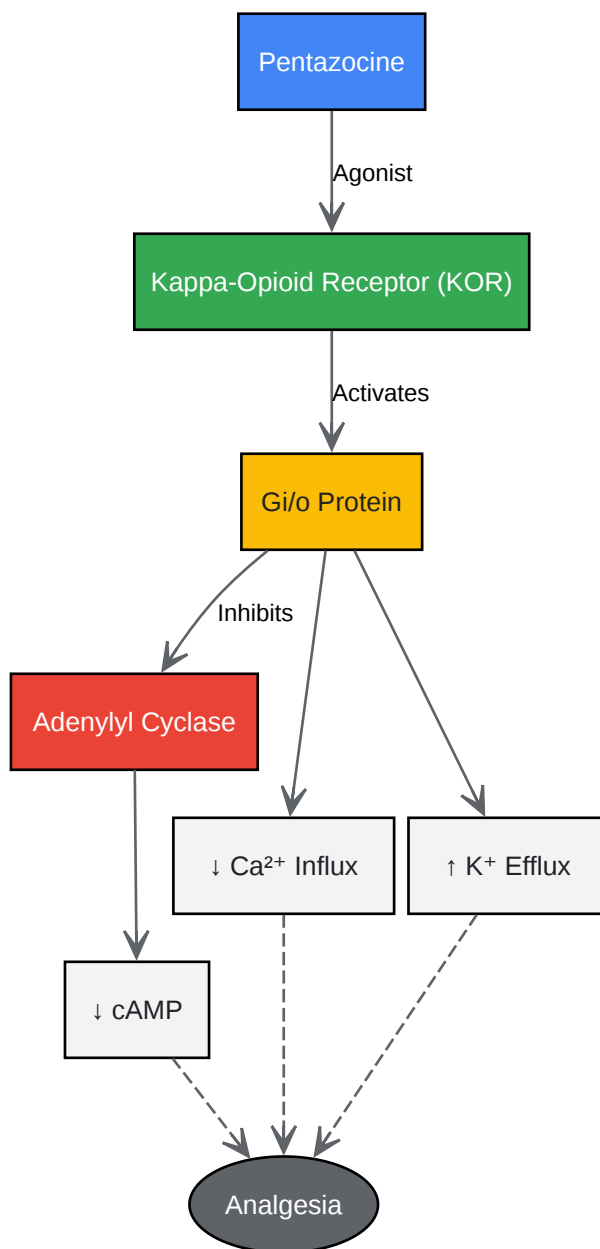 Pentazocine
Agonist
Kappa-Opioid Receptor (KOR)
Activates
Gi/o Protein
Inhibits
Adenylyl Cyclase
↓ Ca²⁺ Influx
↑ K⁺ Efflux
↓ cAMP
Analgesia